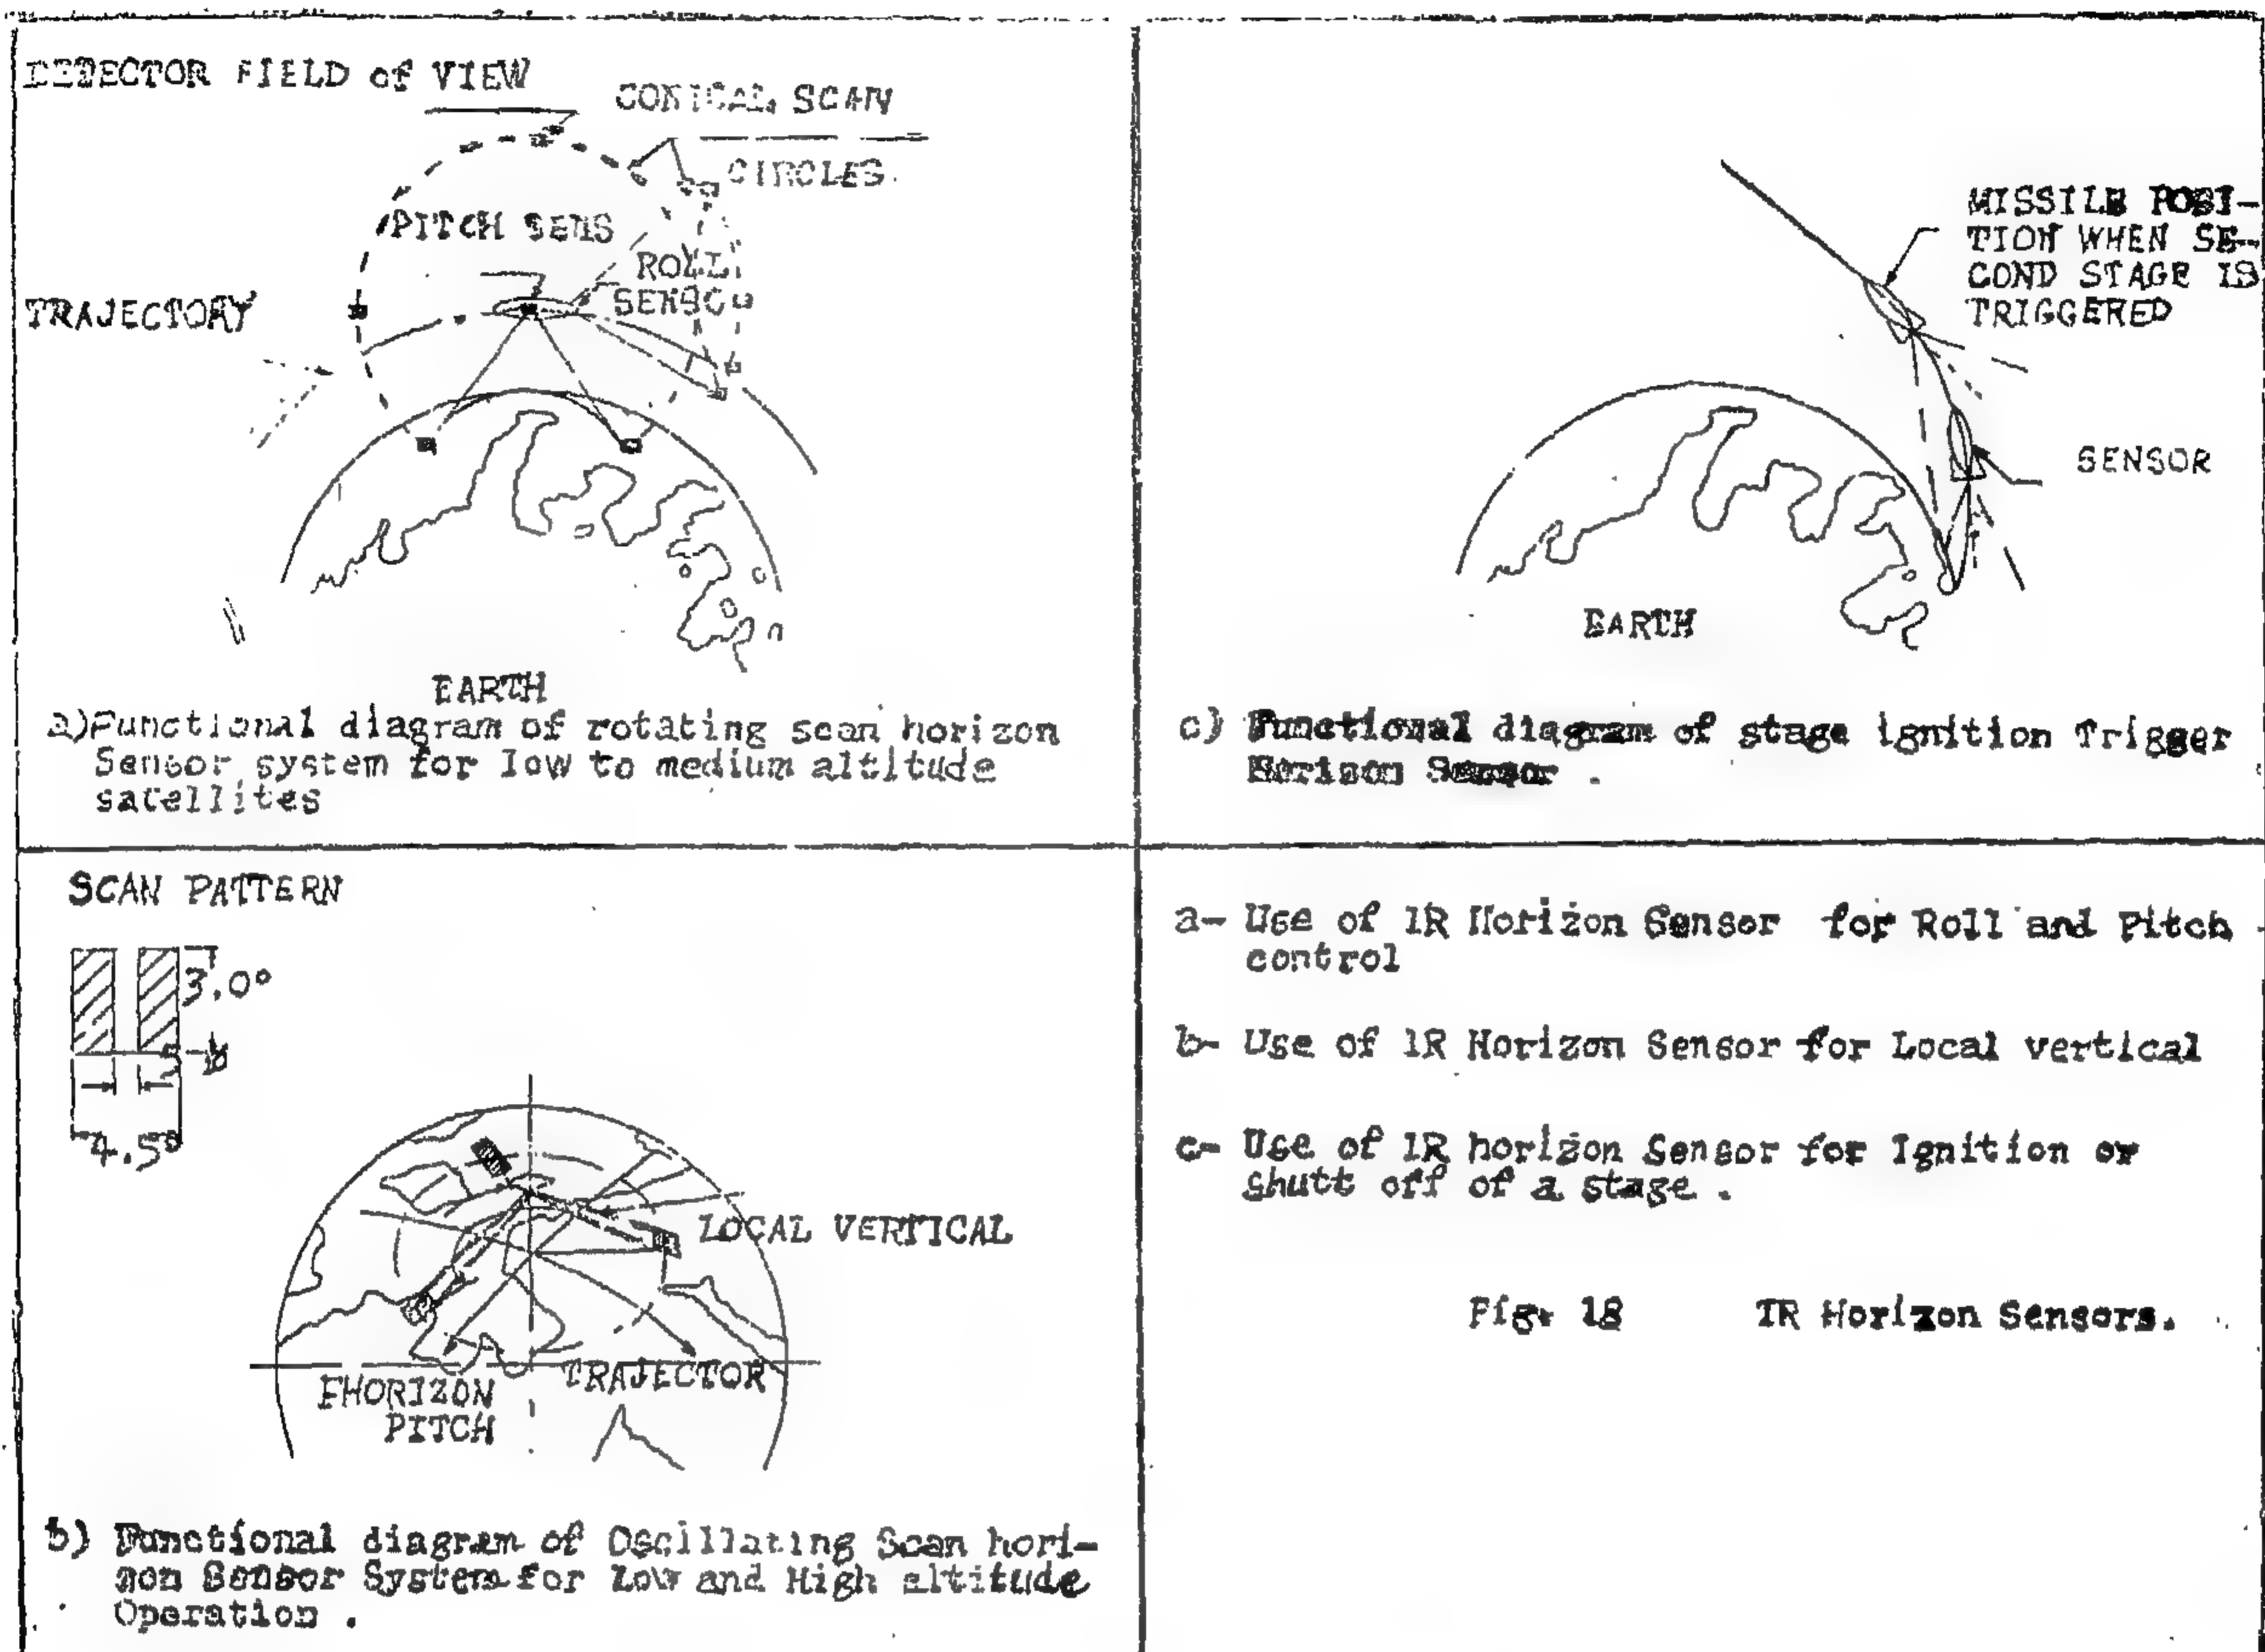 DETECTOR FIELD of VIEW
CONICAL SCAN
CIRCLES
PITCH SENS
ROLL
SENSO
TRAJECTORY
EARTH
a)Functional diagram of rotating scan horizon
Sensor system for low to medium altitude
satellites
MISSILE POSI-
TION WHEN SE-
COND STAGE IS
TRIGGERED
SENSOR
EARTH
c) Functional diagram of stage ignition Trigger
Horizon Sensor .
SCAN PATTERN
3.0°
4.5°
LOCAL VERTICAL
FHORIZON
PITCH
TRAJECTOR
b) Functional diagram of Oscillating Scan hori-
zon Sensor System for Low and High altitude
Operation .
a- Use of IR Horizon Sensor for Roll and Pitch
control
b- Use of IR Horizon Sensor for Local vertical
c- Use of IR horizon Sensor for Ignition or
shutt off of a stage .
Fig. 18 IR Horizon Sensors.